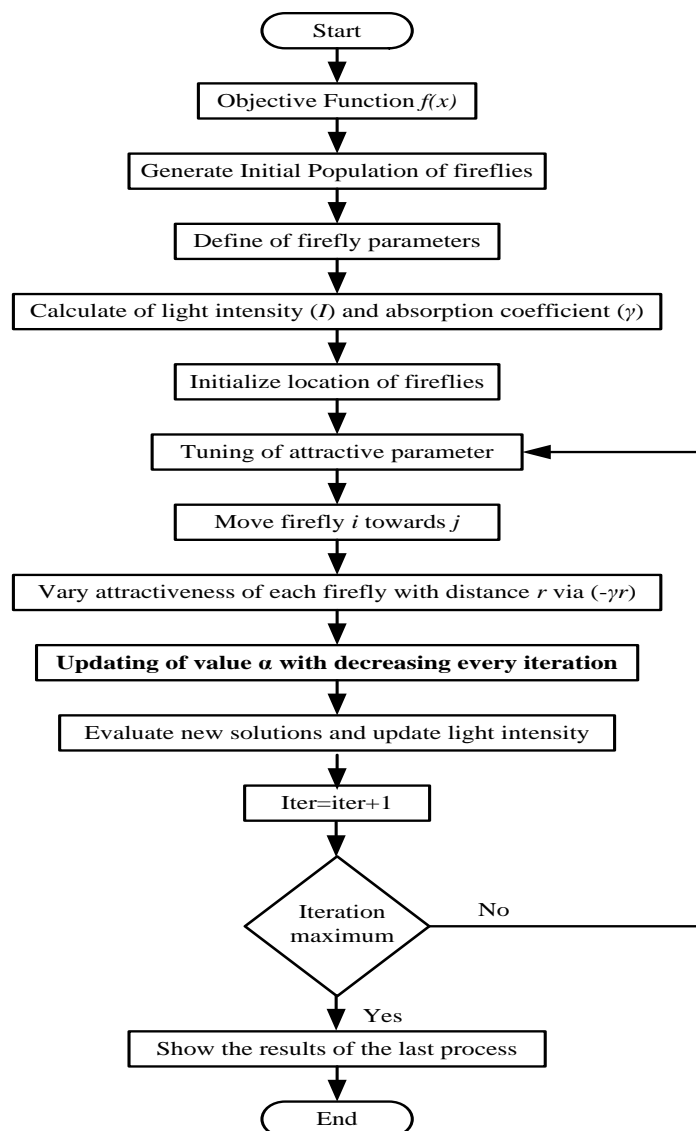 Start
Objective Function f(x)
Generate Initial Population of fireflies
Define of firefly parameters
Calculate of light intensity (I) and absorption coefficient (γ)
Initialize location of fireflies
Tuning of attractive parameter
Move firefly i towards j
Vary attractiveness of each firefly with distance r via (-γr)
Updating of value α with decreasing every iteration
Evaluate new solutions and update light intensity
Iter=iter+1
Iteration
maximum
No
Yes
Show the results of the last process
End